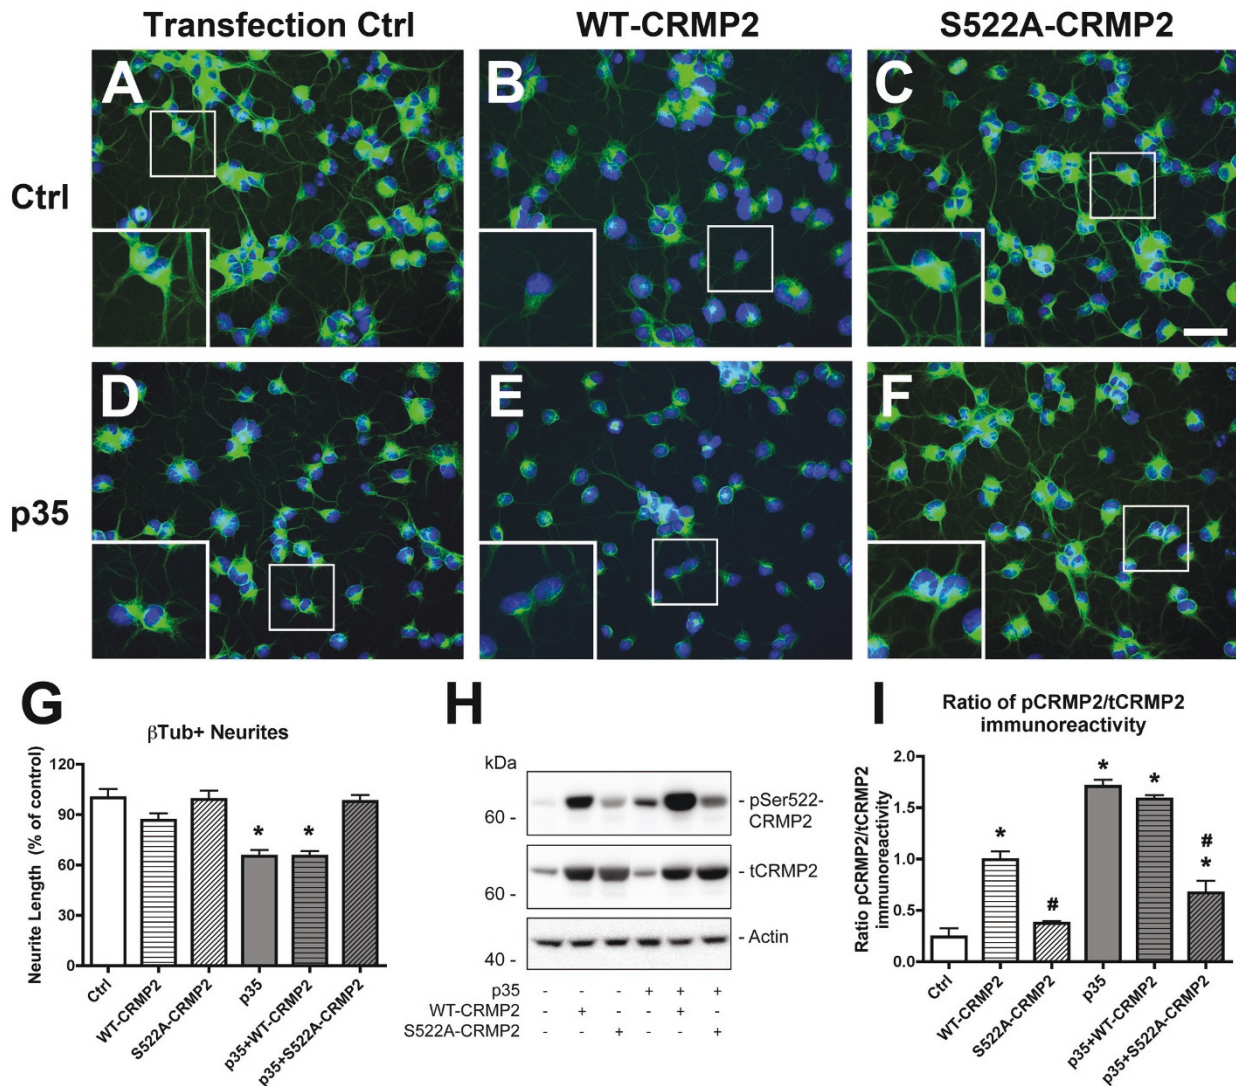 Transfection Ctrl WT-CRMP2 S522A-CRMP2
A B C
Ctrl
D E F
p35
G
βTub+ Neurites
Neurite Length (% of control)
120
90
60
30
0
Ctrl
WT-CRMP2
S522A-CRMP2
p35
p35+WT-CRMP2
p35+S522A-CRMP2
* *
H
kDa
60 -
- pSer522-
CRMP2
60 -
- tCRMP2
- Actin
40 -
p35 - - - + + +
WT-CRMP2 - + - - + -
S522A-CRMP2 - - + - - +
I
Ratio of pCRMP2/tCRMP2
immunoreactivity
Ratio pCRMP2/tCRMP2
immunoreactivity
2.0
1.5
1.0
0.5
0.0
* # * * #
*
Ctrl
WT-CRMP2
S522A-CRMP2
p35
p35+WT-CRMP2
p35+S522A-CRMP2